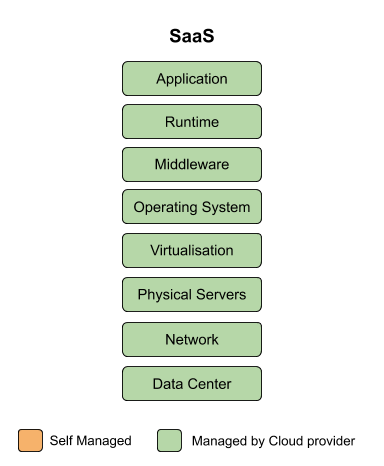 SaaS
Application
Runtime
Middleware
Operating System
Virtualisation
Physical Servers
Network
Data Center
Self Managed
Managed by Cloud provider